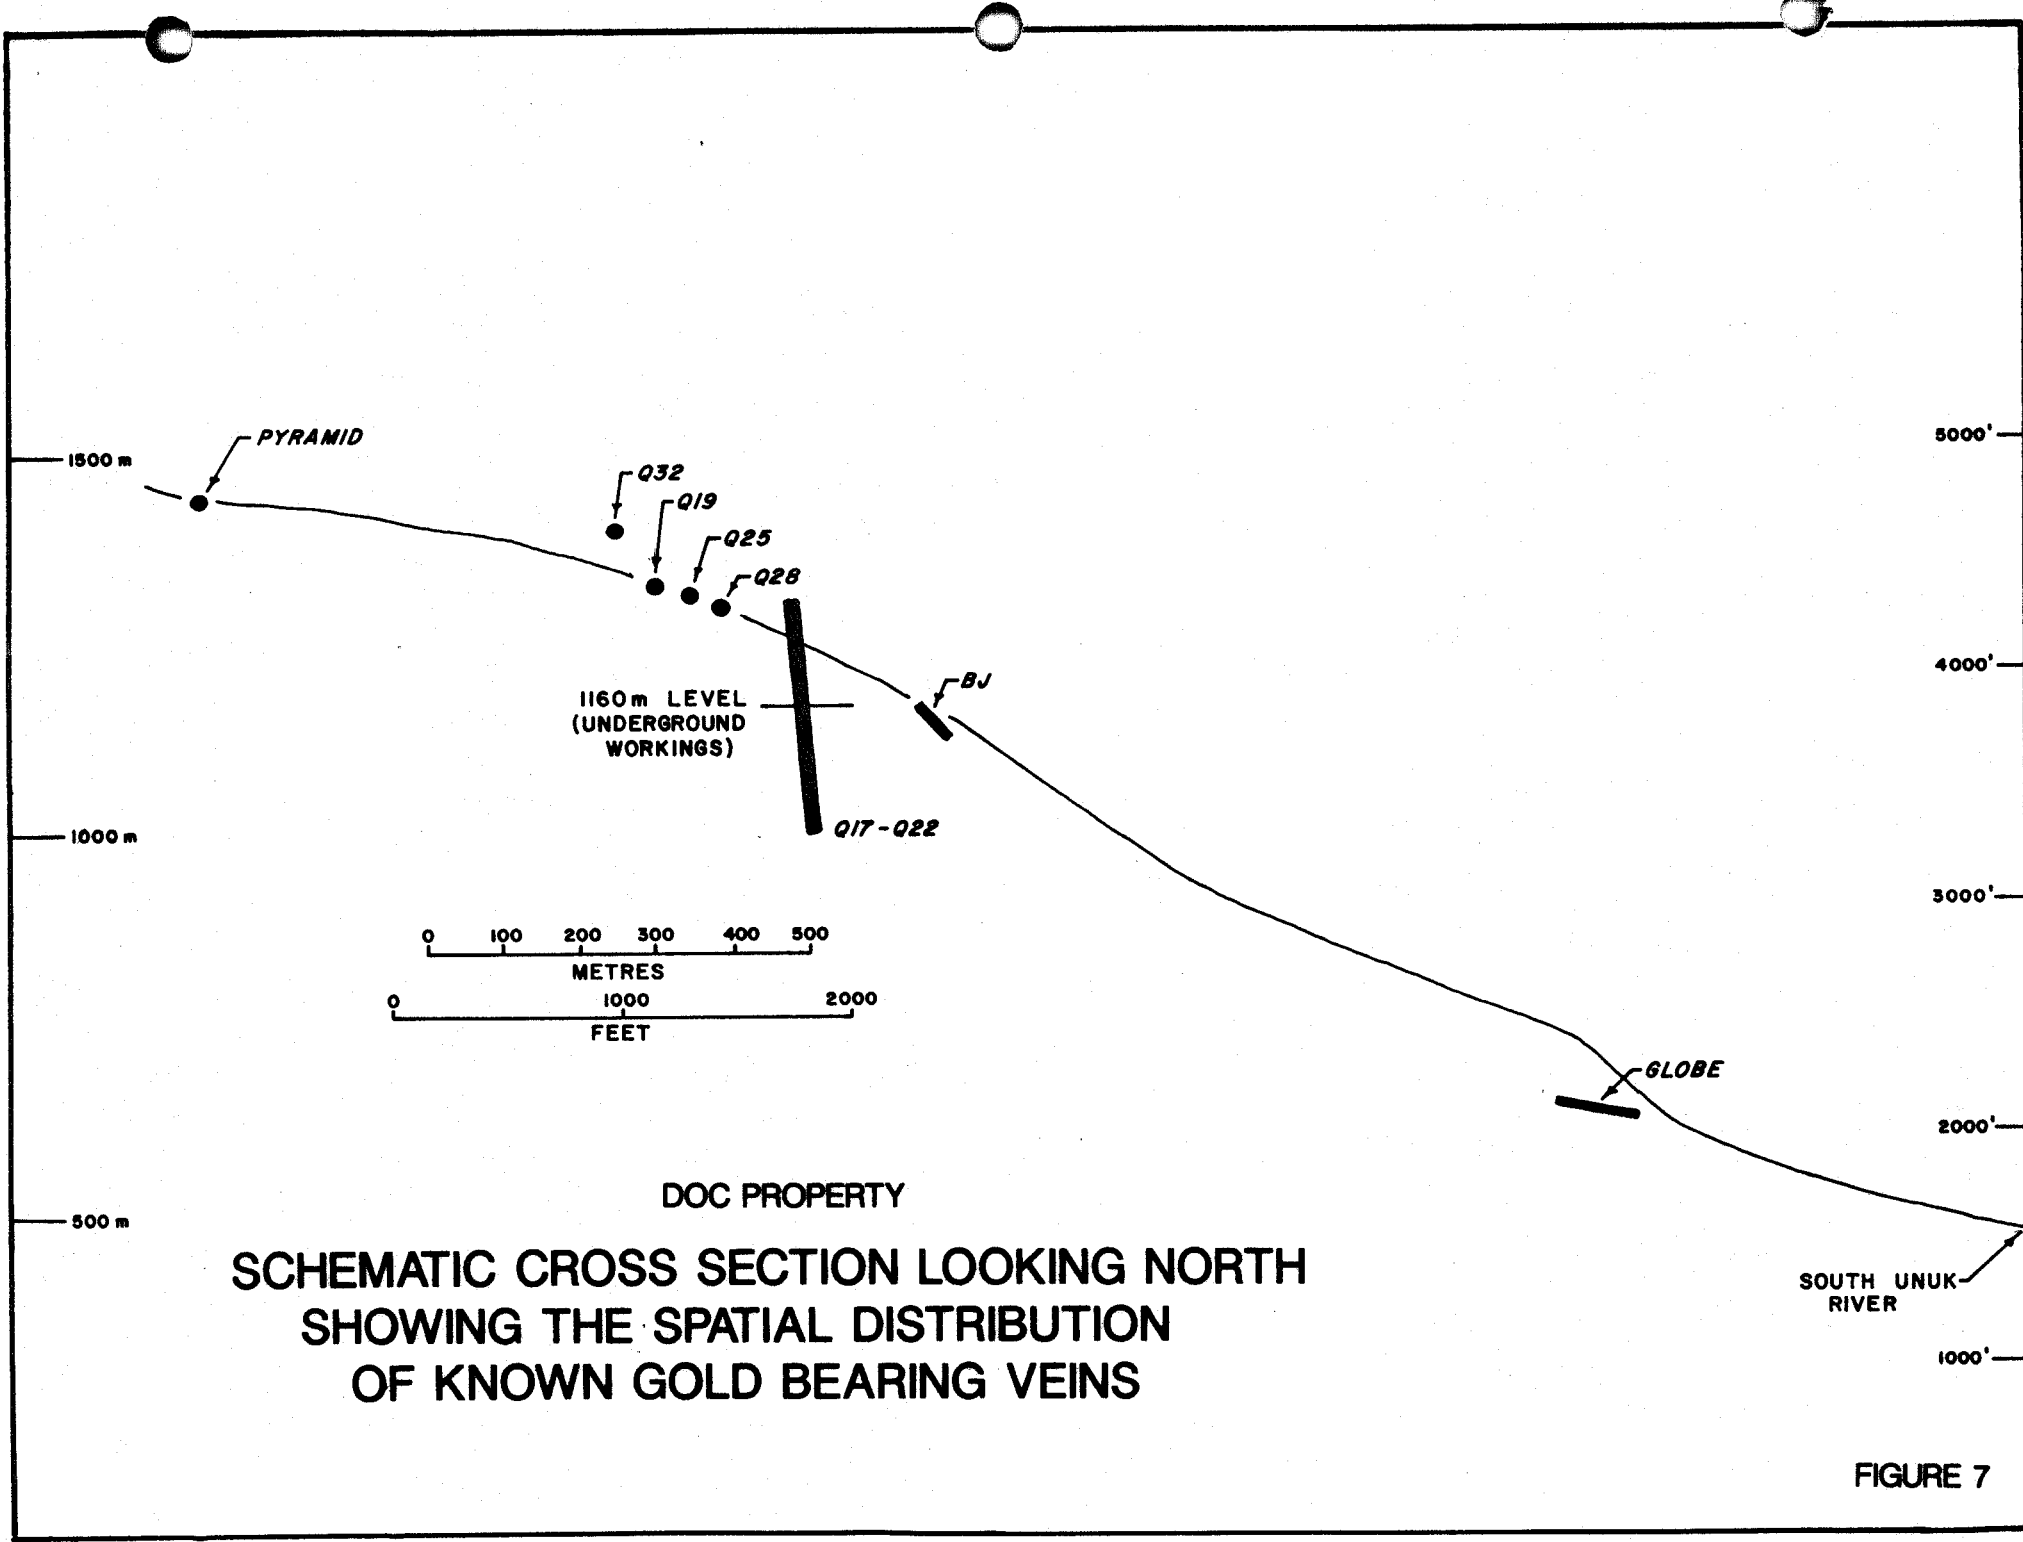 PYRAMID
5000'
1500 m
Q32
Q19
Q25
Q28
4000'
BJ
1160 m LEVEL
(UNDERGROUND
WORKINGS)
Q17-Q22
1000 m
3000'
0 100 200 300 400 500
METRES
0 1000 2000
FEET
GLOBE
2000'
DOC PROPERTY
500 m
SCHEMATIC CROSS SECTION LOOKING NORTH
SHOWING THE SPATIAL DISTRIBUTION
OF KNOWN GOLD BEARING VEINS
SOUTH UNUK
RIVER
1000'
FIGURE 7